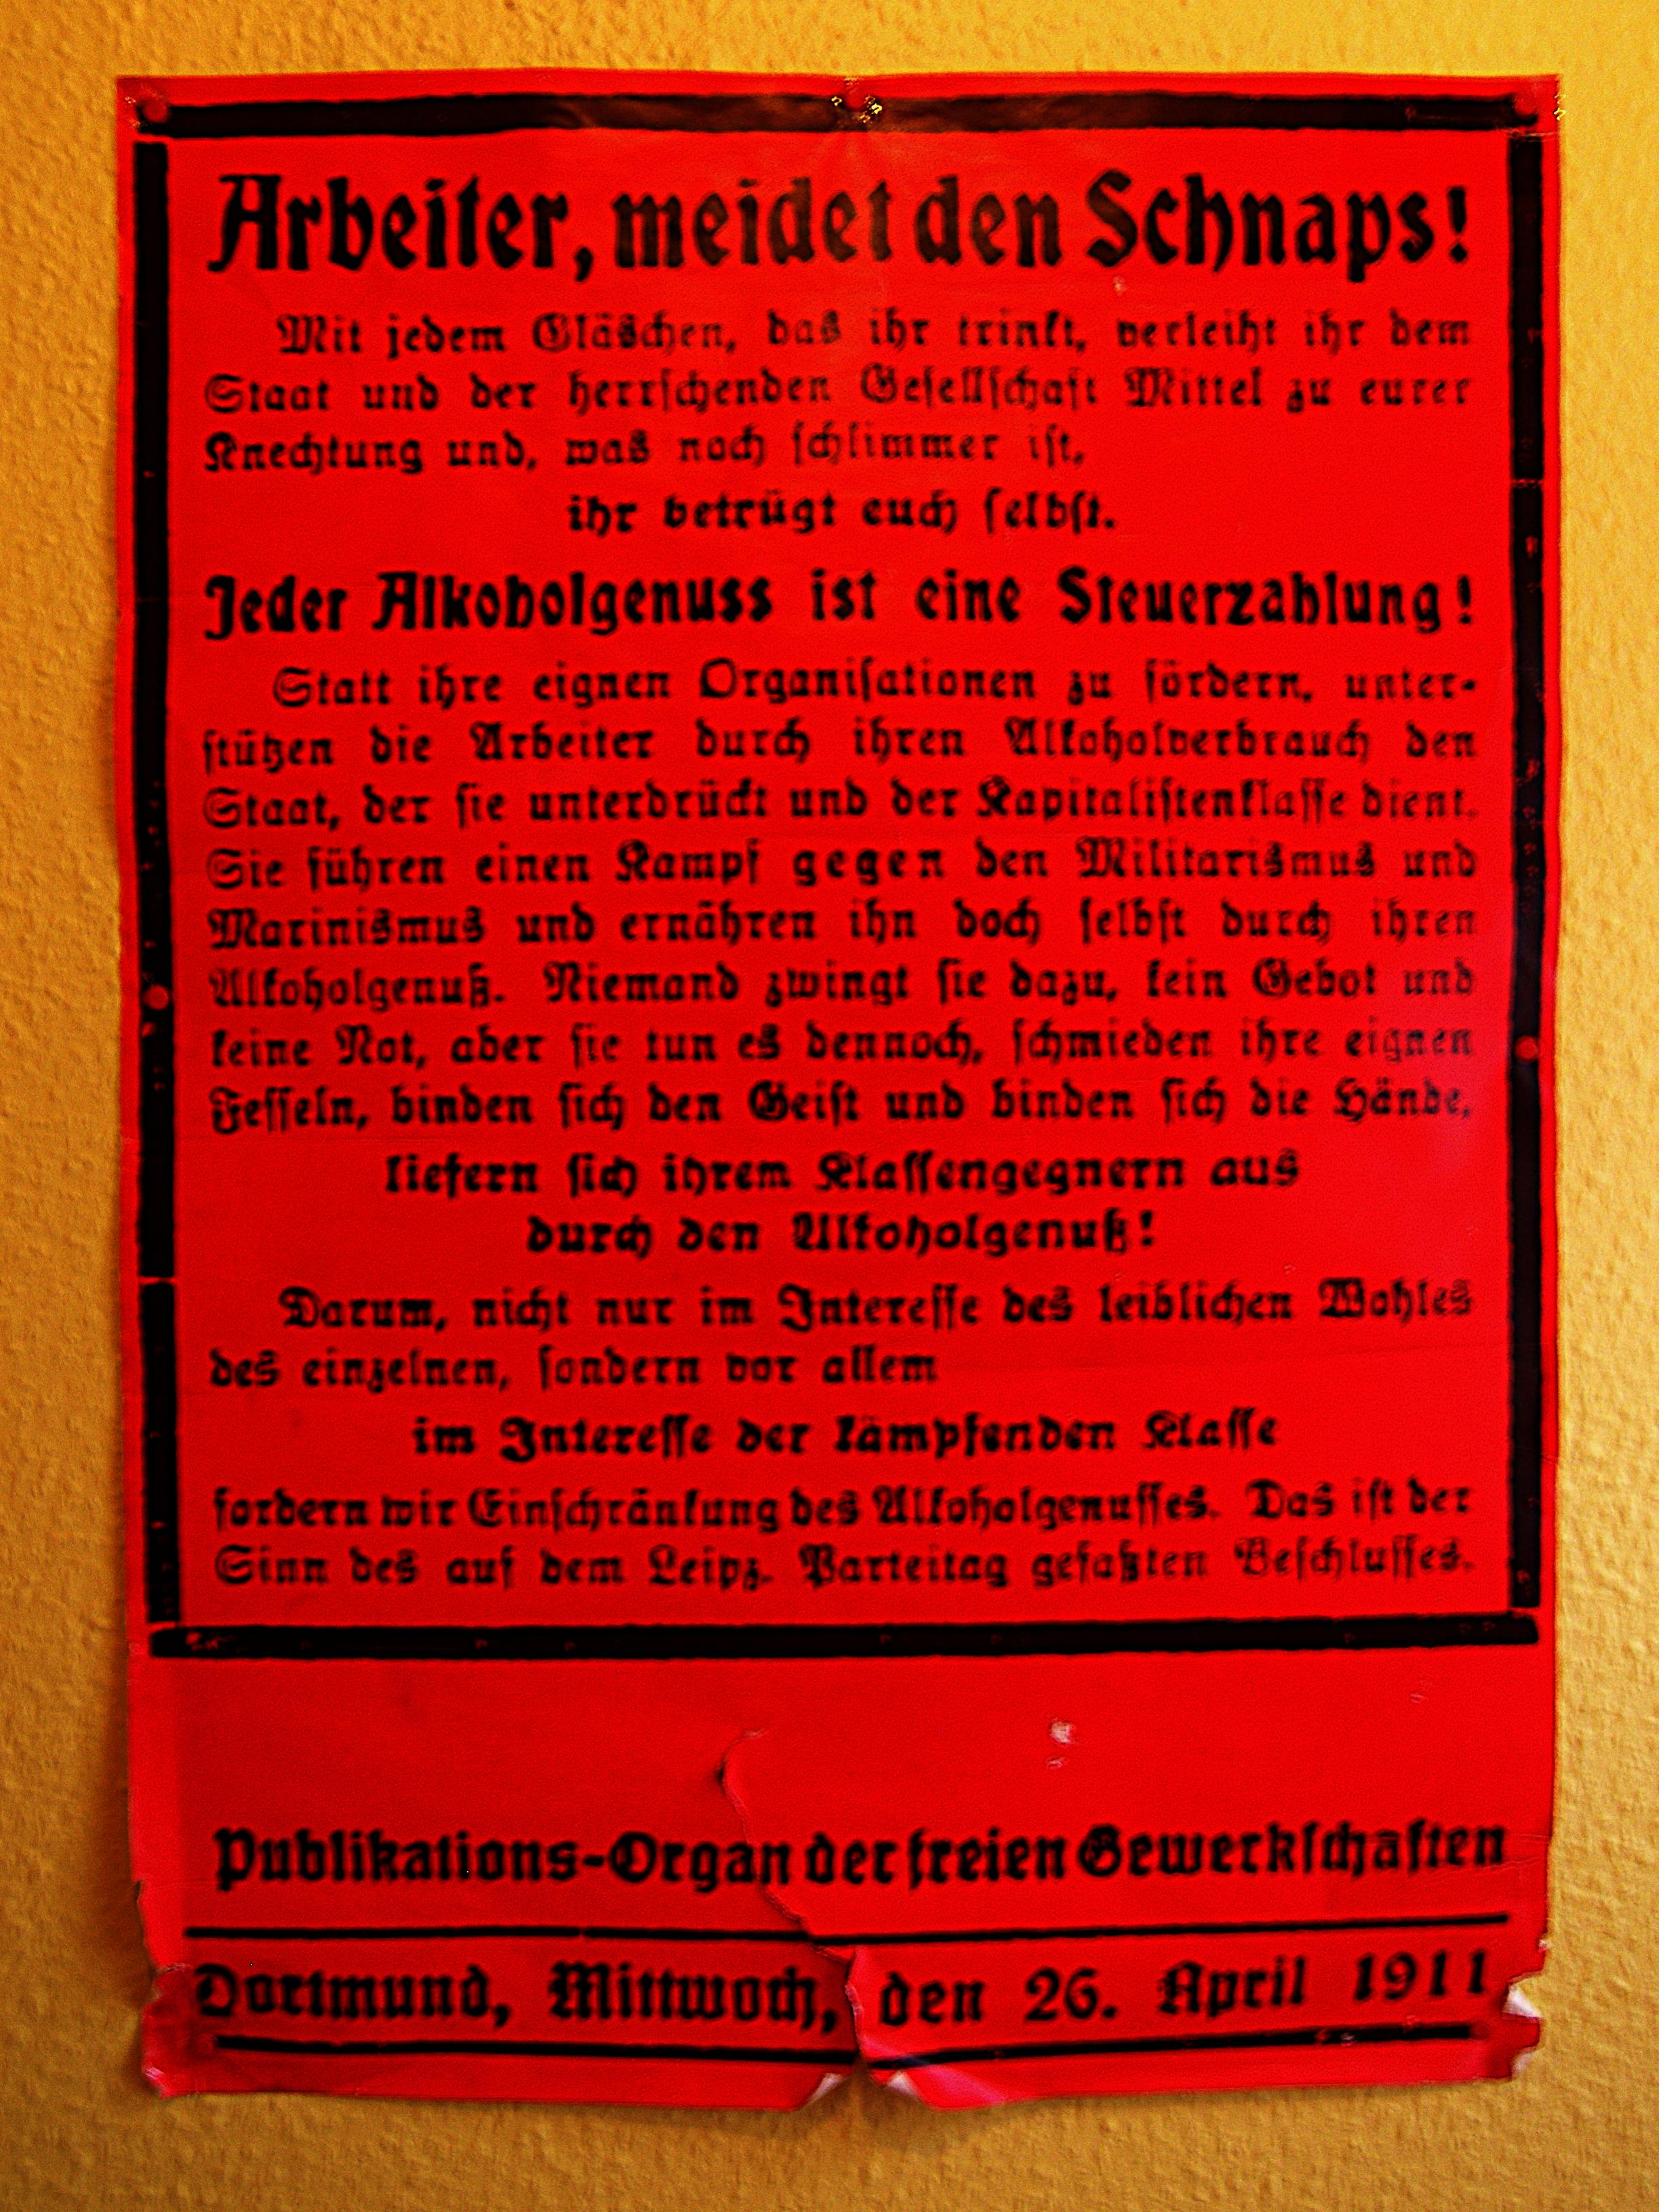 Arbeiter, meidet den Schnaps!
Mit jedem Gläschen, das ihr trinkt, verleiht ihr dem
Staat und der herrschenden Gesellschaft Mittel zu eurer
Knechtung und, was noch schlimmer ist,
ihr betrügt euch selbst.
Jeder Alkoholgenuss ist eine Steuerzahlung!
Statt ihre eignen Organisationen zu fördern, unter-
stützen die Arbeiter durch ihren Alkoholverbrauch den
Staat, der sie unterdrückt und der Kapitalistenklasse dient.
Sie führen einen Kampf gegen den Militarismus und
Marinismus und ernähren ihn doch selbst durch ihren
Alkoholgenuß. Niemand zwingt sie dazu, kein Gebot und
keine Not, aber sie tun es dennoch, schmieden ihre eignen
Fesseln, binden sich den Geist und binden sich die Hände,
liefern sich ihrem Klassengegnern aus
durch den Alkoholgenuß!
Darum, nicht nur im Interesse des leiblichen Wohles
des einzelnen, sondern vor allem
im Interesse der kämpfenden Klasse
fordern wir Einschränkung des Alkoholgenusses. Das ist der
Sinn des auf dem Leipz. Parteitag gefaßten Beschlusses.
Publikations-Organ der freien Gewerkschaften
Dortmund, Mittwoch, den 26. April 1911